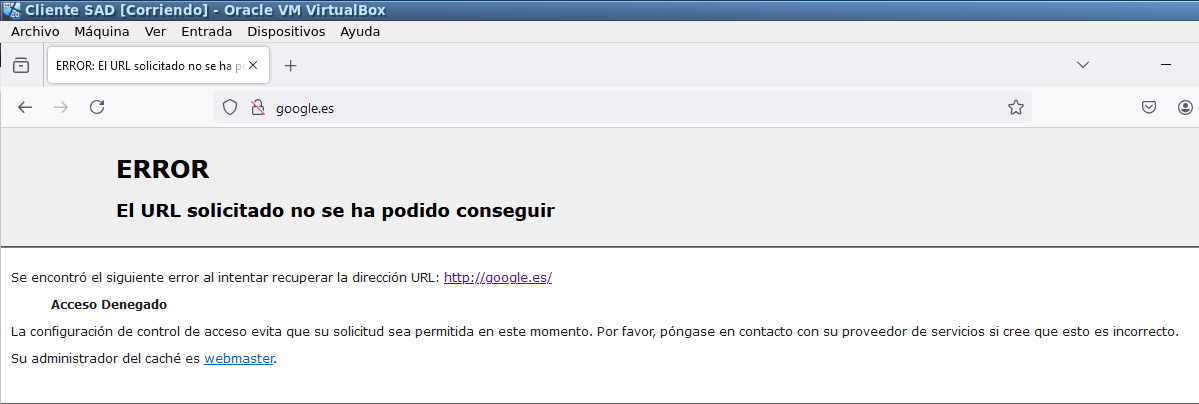 Cliente SAD [Corriendo] - Oracle VM VirtualBox
Archivo Máquina Ver Entrada Dispositivos Ayuda
ERROR: El URL solicitado no se ha p
google.es
ERROR
El URL solicitado no se ha podido conseguir
Se encontró el siguiente error al intentar recuperar la dirección URL: http://google.es/
Acceso Denegado
La configuración de control de acceso evita que su solicitud sea permitida en este momento. Por favor, póngase en contacto con su proveedor de servicios si cree que esto es incorrecto.
Su administrador del caché es webmaster.